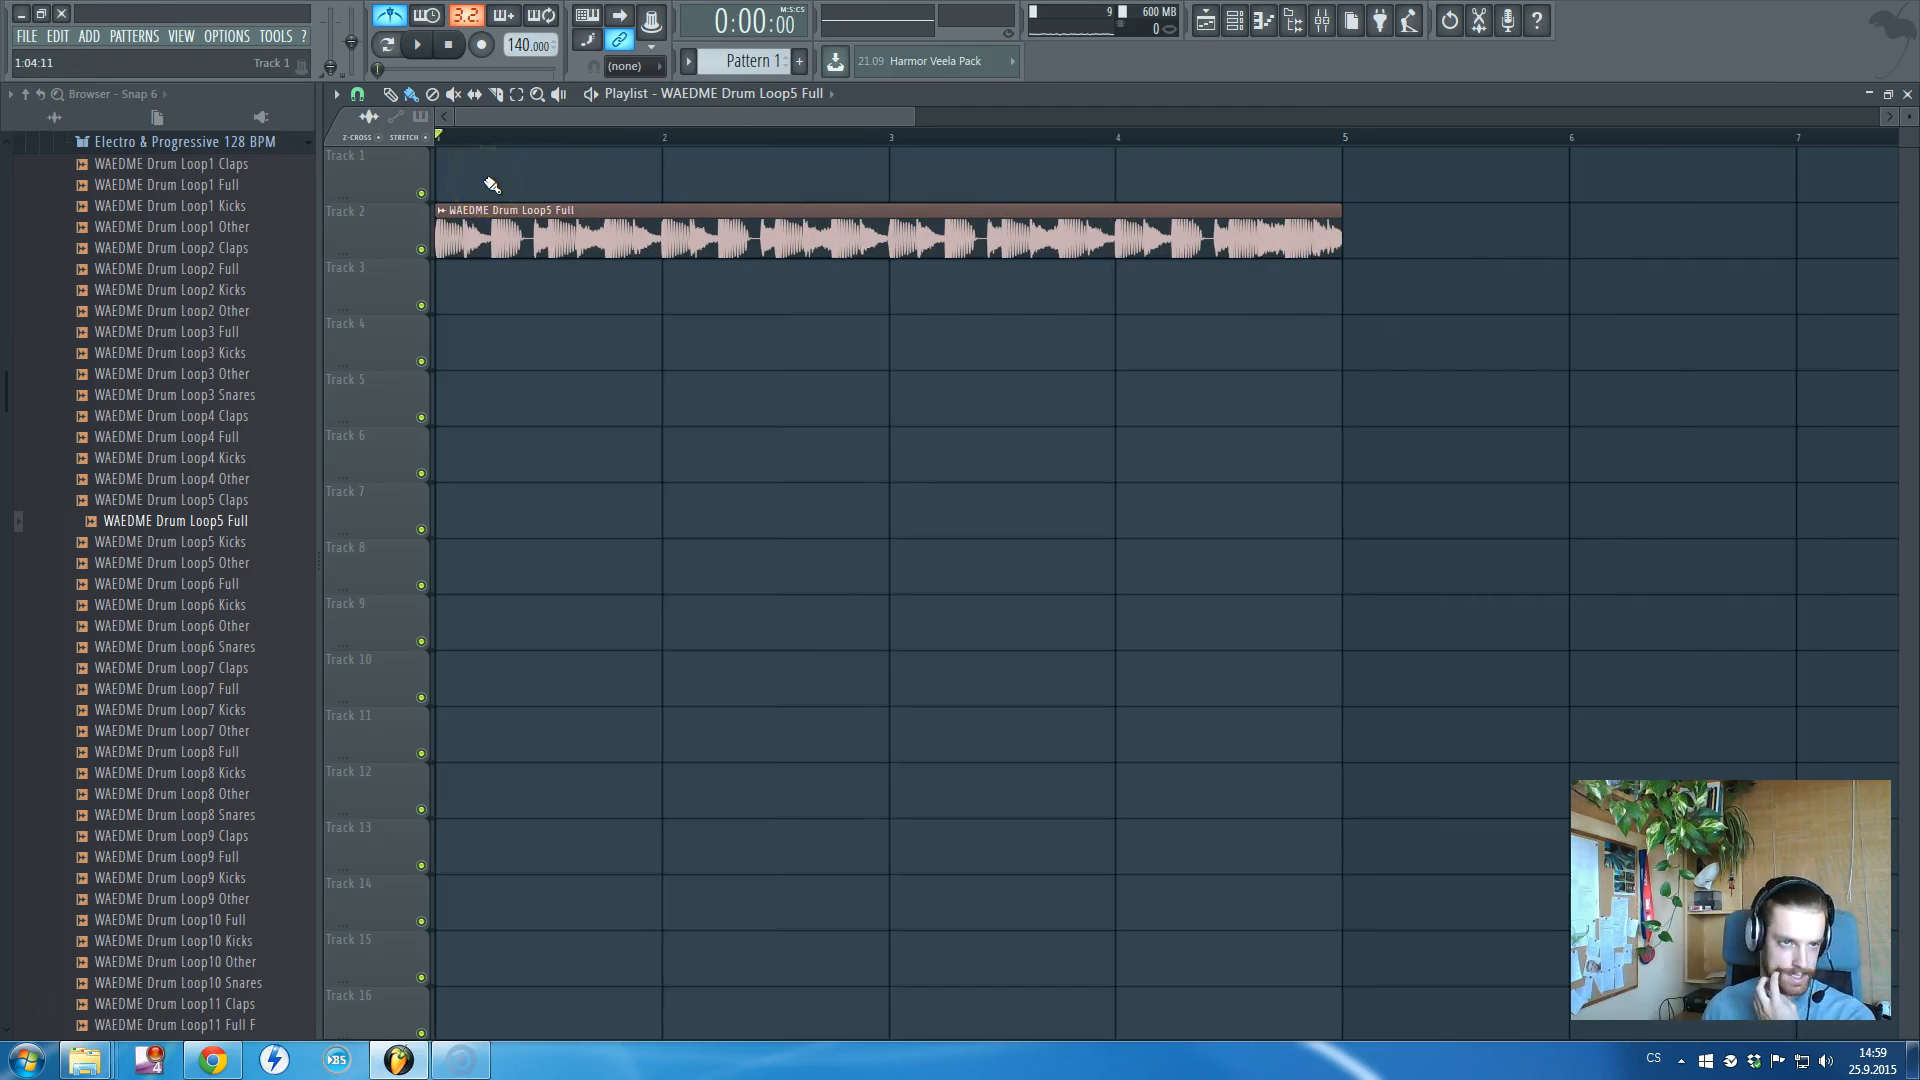 FILE EDIT ADD PATTERNS VIEW OPTIONS TOOLS ?
1:04:11 Track 1
3.2.
140.000
(none)
0:00:00
M:S:CS
Pattern 1
9 600 MB
0
21.09 Harmor Veela Pack
Browser - Snap 6
Playlist - WAEDME Drum Loop5 Full
Z-CROSS STRETCH
2 3 4 5 6 7
Electro & Progressive 128 BPM
WAEDME Drum Loop1 Claps
WAEDME Drum Loop1 Full
WAEDME Drum Loop1 Kicks
WAEDME Drum Loop1 Other
WAEDME Drum Loop2 Claps
WAEDME Drum Loop2 Full
WAEDME Drum Loop2 Kicks
WAEDME Drum Loop2 Other
WAEDME Drum Loop3 Full
WAEDME Drum Loop3 Kicks
WAEDME Drum Loop3 Other
WAEDME Drum Loop3 Snares
WAEDME Drum Loop4 Claps
WAEDME Drum Loop4 Full
WAEDME Drum Loop4 Kicks
WAEDME Drum Loop4 Other
WAEDME Drum Loop5 Claps
WAEDME Drum Loop5 Full
WAEDME Drum Loop5 Kicks
WAEDME Drum Loop5 Other
WAEDME Drum Loop6 Full
WAEDME Drum Loop6 Kicks
WAEDME Drum Loop6 Other
WAEDME Drum Loop6 Snares
WAEDME Drum Loop7 Claps
WAEDME Drum Loop7 Full
WAEDME Drum Loop7 Kicks
WAEDME Drum Loop7 Other
WAEDME Drum Loop8 Full
WAEDME Drum Loop8 Kicks
WAEDME Drum Loop8 Other
WAEDME Drum Loop8 Snares
WAEDME Drum Loop9 Claps
WAEDME Drum Loop9 Full
WAEDME Drum Loop9 Kicks
WAEDME Drum Loop9 Other
WAEDME Drum Loop10 Full
WAEDME Drum Loop10 Kicks
WAEDME Drum Loop10 Other
WAEDME Drum Loop10 Snares
WAEDME Drum Loop11 Claps
WAEDME Drum Loop11 Full F
Track 1
Track 2
WAEDME Drum Loop5 Full
Track 3
Track 4
Track 5
Track 6
Track 7
Track 8
Track 9
Track 10
Track 11
Track 12
Track 13
Track 14
Track 15
Track 16
4
BS
CS
14:59
25.9.2015